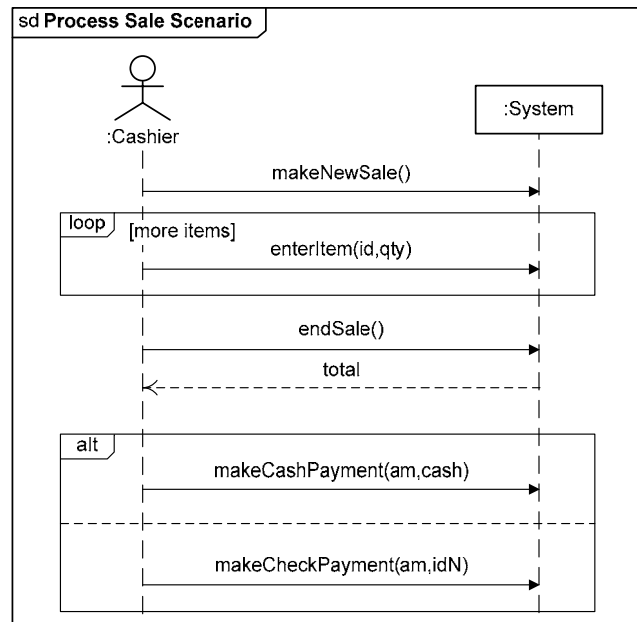 sd Process Sale Scenario
:Cashier
:System
makeNewSale()
loop
[more items]
enterItem(id,qty)
endSale()
total
alt
makeCashPayment(am,cash)
makeCheckPayment(am,idN)